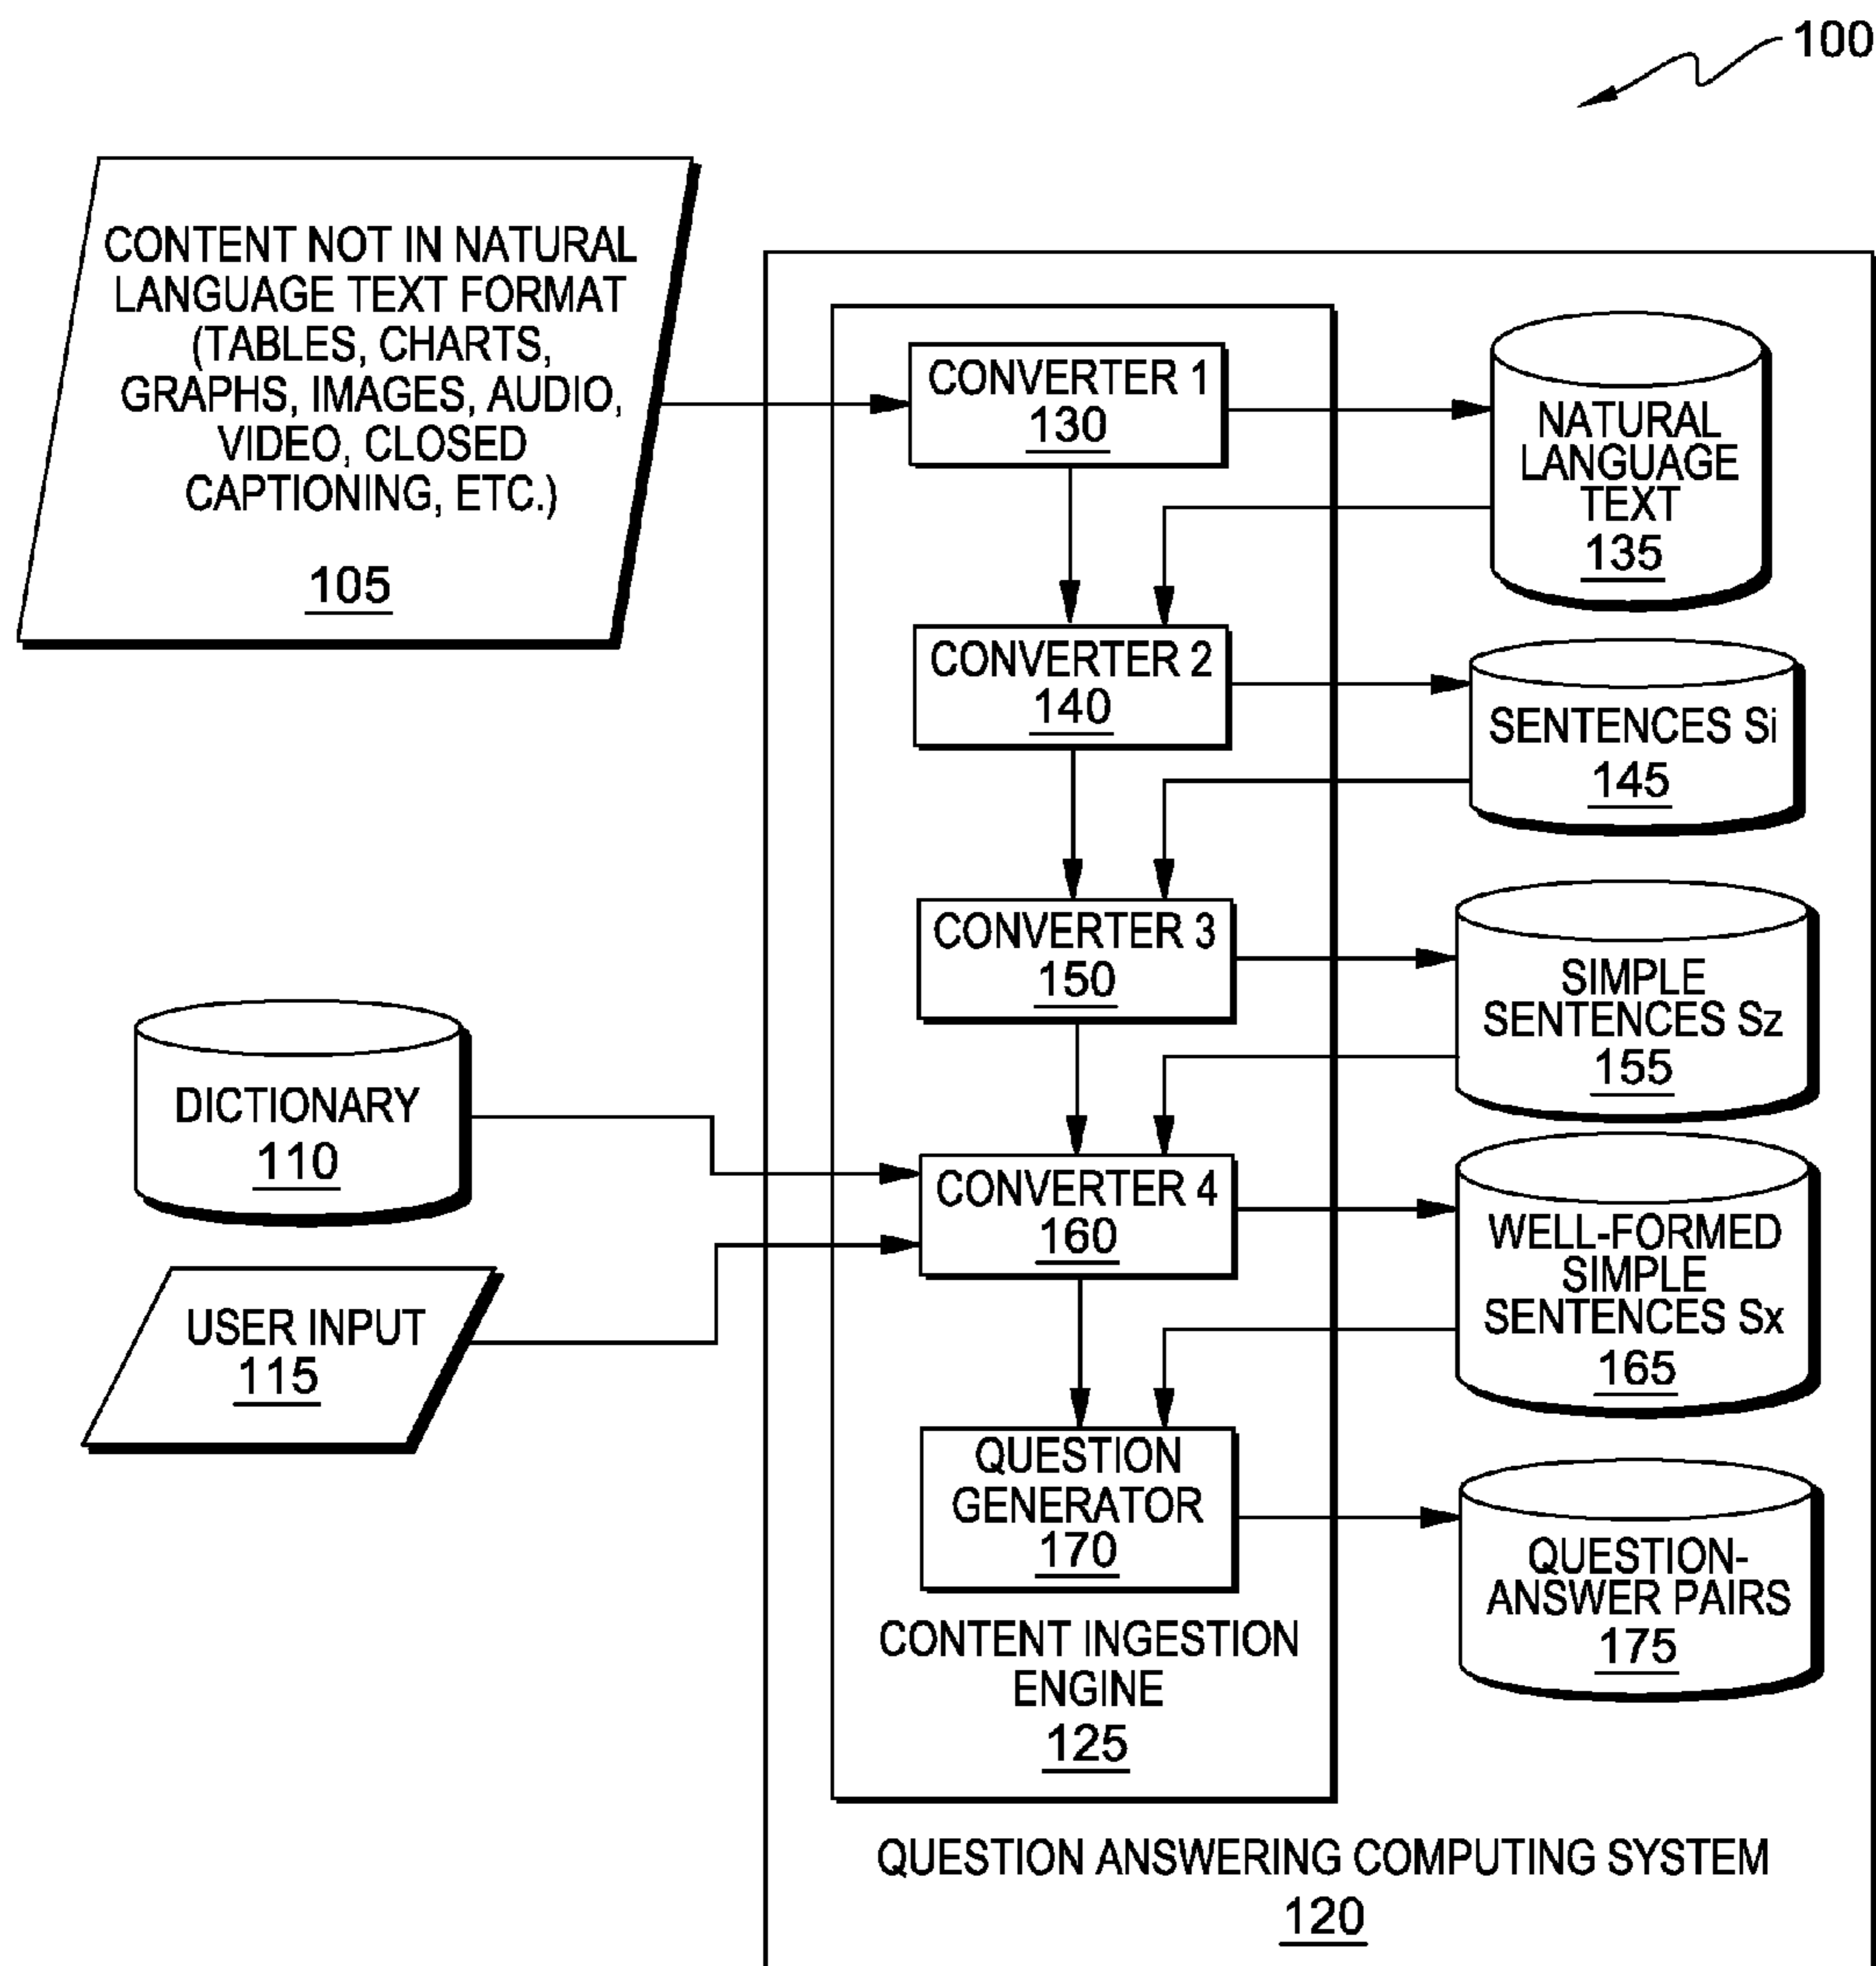 100
CONTENT NOT IN NATURAL
LANGUAGE TEXT FORMAT
(TABLES, CHARTS,
GRAPHS, IMAGES, AUDIO,
VIDEO, CLOSED
CAPTIONING, ETC.)
105
CONVERTER 1
130
NATURAL
LANGUAGE
TEXT
135
CONVERTER 2
140
SENTENCES Si
145
CONVERTER 3
150
SIMPLE
SENTENCES Sz
155
DICTIONARY
110
CONVERTER 4
160
WELL-FORMED
SIMPLE
SENTENCES Sx
165
USER INPUT
115
QUESTION
GENERATOR
170
QUESTION-
ANSWER PAIRS
175
CONTENT INGESTION
ENGINE
125
QUESTION ANSWERING COMPUTING SYSTEM
120